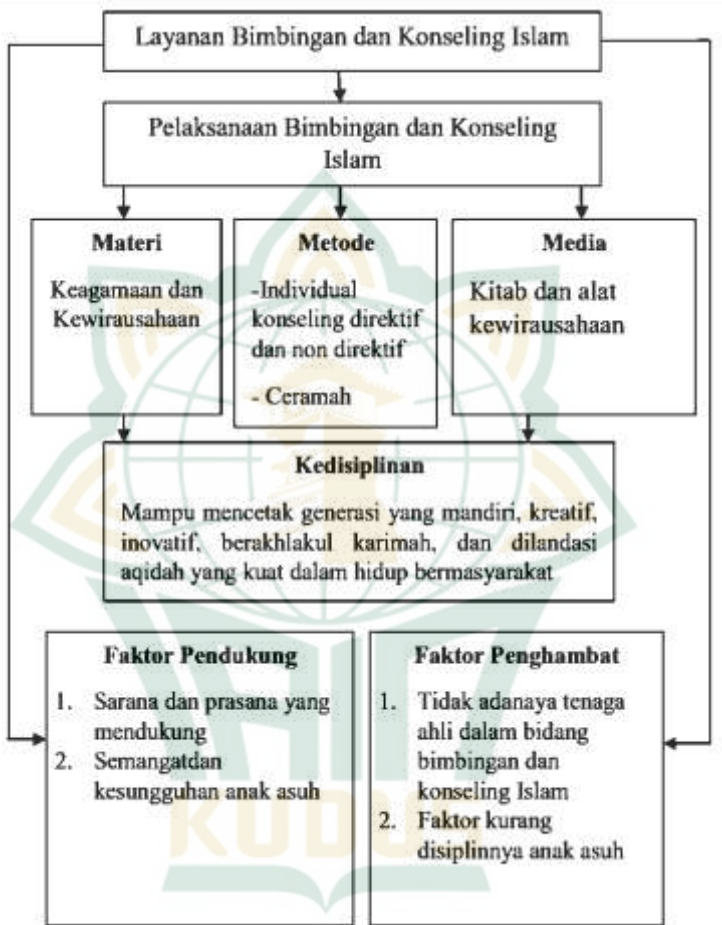 Layanan Bimbingan dan Konseling Islam
Pelaksanaan Bimbingan dan Konseling
Islam
Materi
Keagamaan dan
Kewirausahaan
Metode
-Individual
konseling direktif
dan non direktif
- Ceramah
Media
Kitab dan alat
kewirausahaan
Kedisiplinan
Mampu mencetak generasi yang mandiri, kreatif,
inovatif, berakhlakul karimah, dan dilandasi
aqidah yang kuat dalam hidup bermasyarakat
Faktor Pendukung
1. Sarana dan prasana yang
mendukung
2. Semangatdan
kesungguhan anak asuh
Faktor Penghambat
1. Tidak adanaya tenaga
ahli dalam bidang
bimbingan dan
konseling Islam
2. Faktor kurang
disiplinnya anak asuh
KUDUS